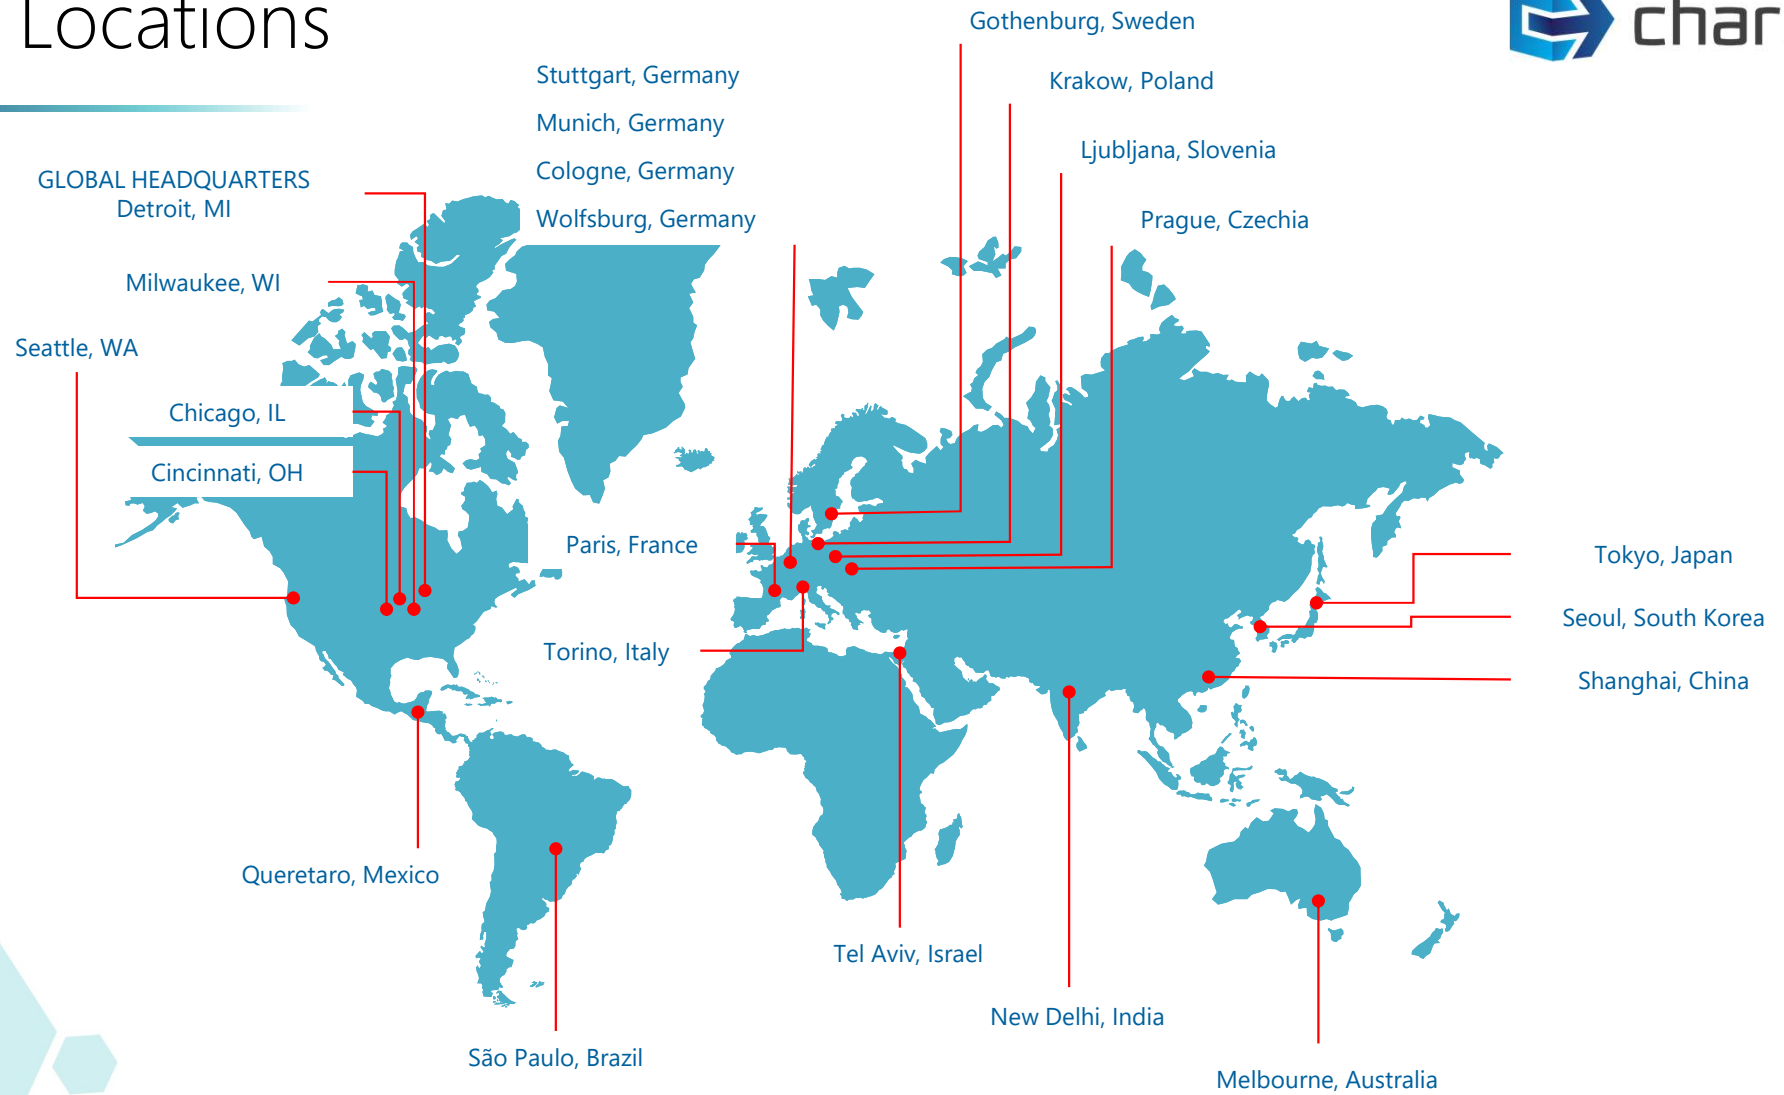 Locations
char
Gothenburg, Sweden
Stuttgart, Germany
Krakow, Poland
Munich, Germany
Ljubljana, Slovenia
Cologne, Germany
GLOBAL HEADQUARTERS
Detroit, MI
Wolfsburg, Germany
Prague, Czechia
Milwaukee, WI
Seattle, WA
Chicago, IL
Cincinnati, OH
Paris, France
Tokyo, Japan
Seoul, South Korea
Torino, Italy
Shanghai, China
Queretaro, Mexico
Tel Aviv, Israel
New Delhi, India
São Paulo, Brazil
Melbourne, Australia